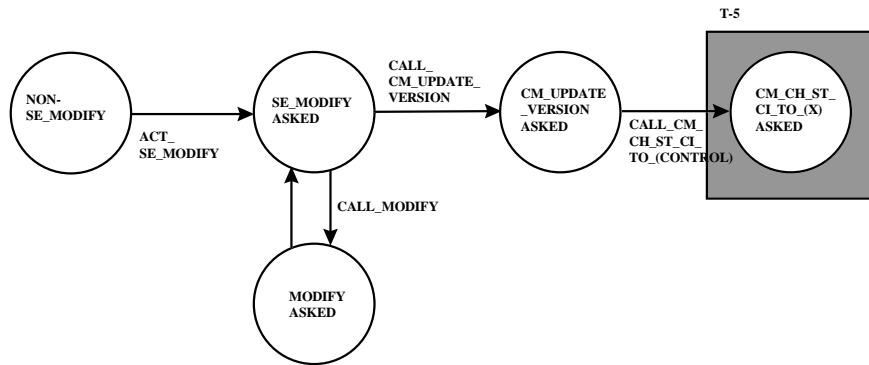 T-5
NON-
SE_MODIFY
ACT_
SE_MODIFY
SE_MODIFY
ASKED
CALL_
CM_UPDATE_
VERSION
CM_UPDATE
_VERSION
ASKED
CALL_CM_
CH_ST_CI_
TO_(CONTROL)
CM_CH_ST_
CI_TO_(X)
ASKED
CALL_MODIFY
MODIFY
ASKED